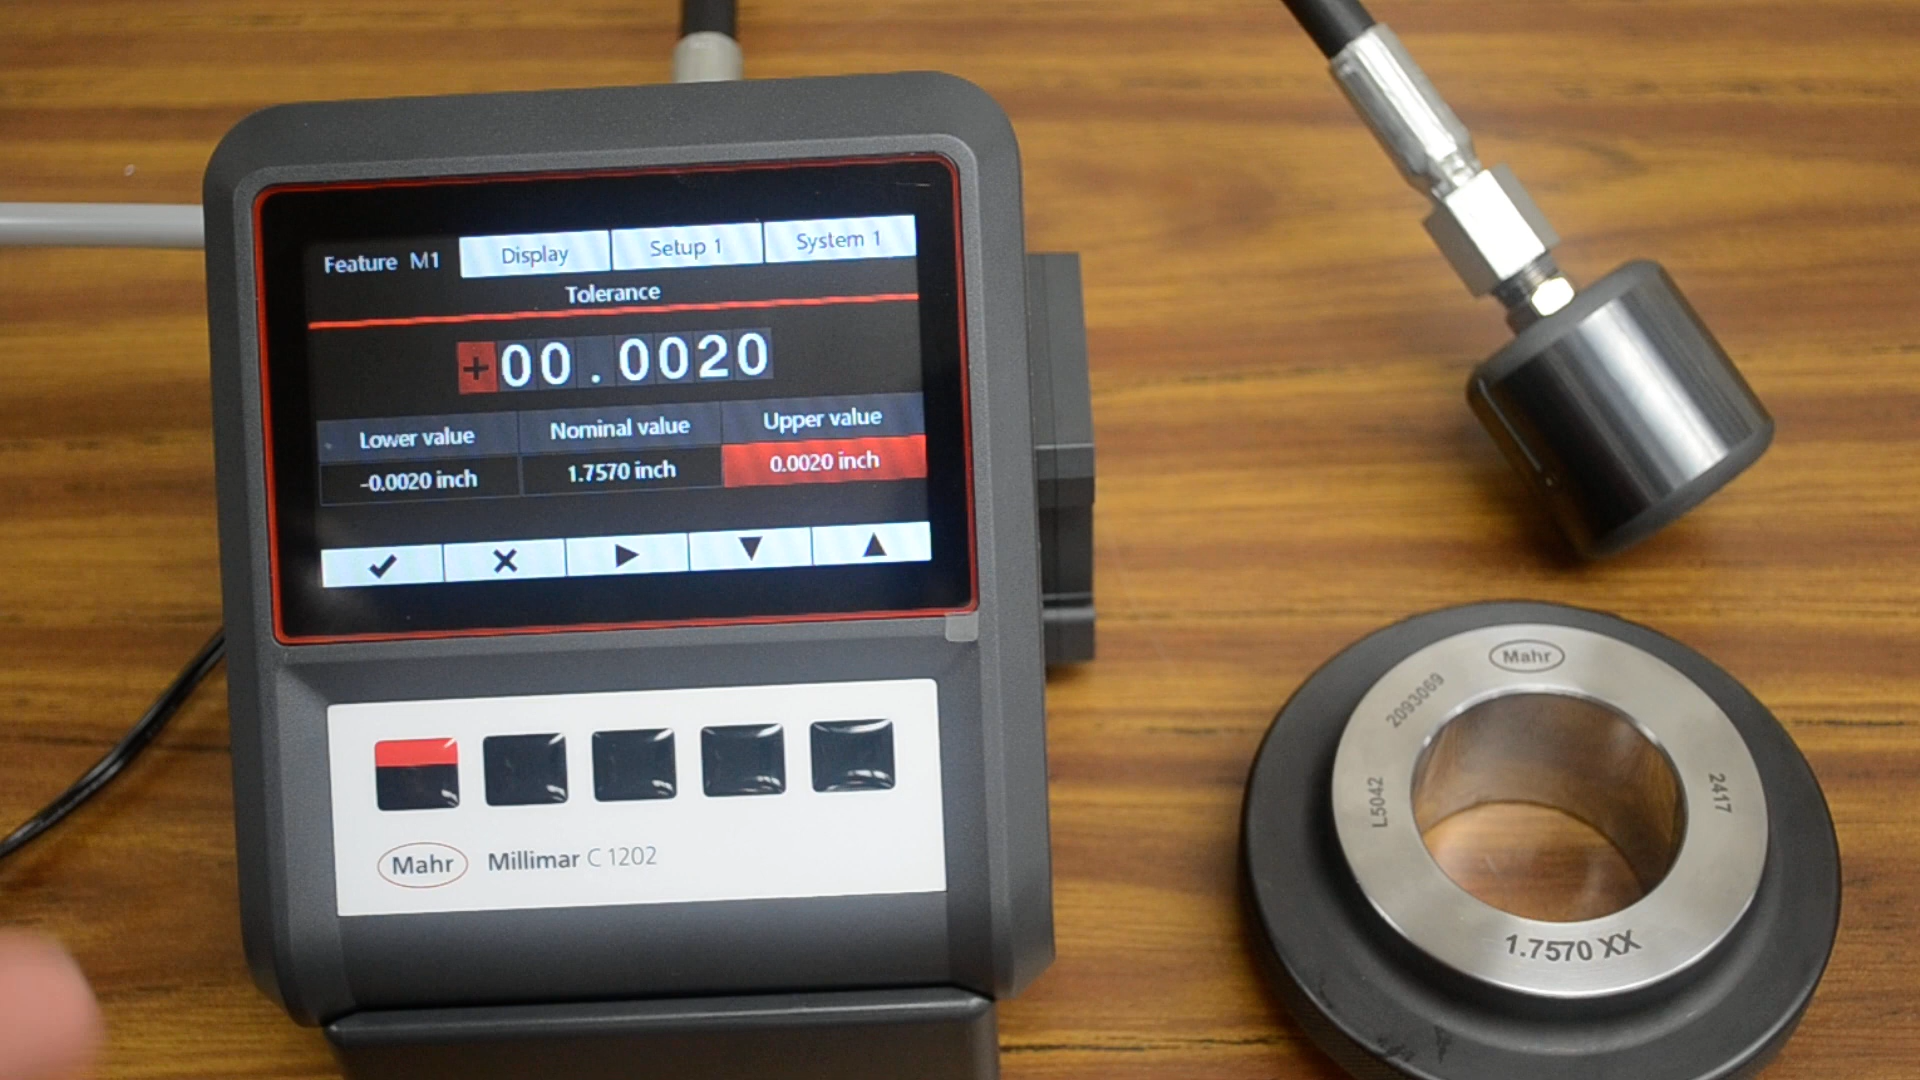 Feature M1 Display Setup 1 System 1
Tolerance
+00.0020
Lower value Nominal value Upper value
-0.0020 inch 1.7570 inch 0.0020 inch
Mahr Millimar C 1202
Mahr
2093069
L5042
2417
1.7570 XX